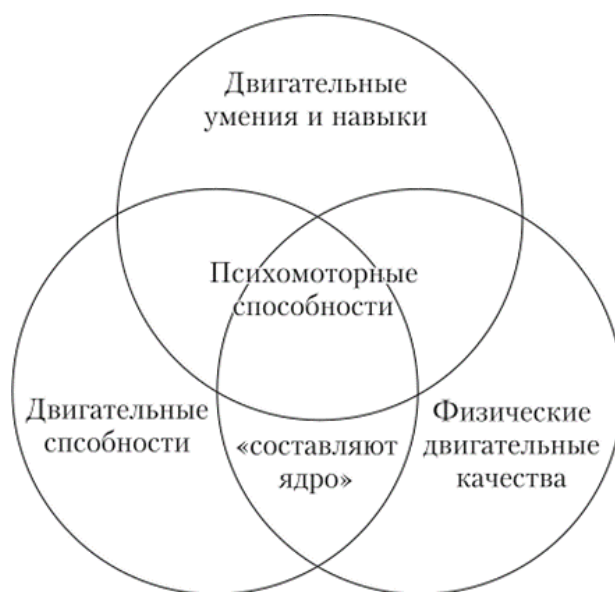 Двигательные
умения и навыки
Психомоторные
способности
Двигательные
спсобности
«составляют
ядро»
Физические
двигательные
качества